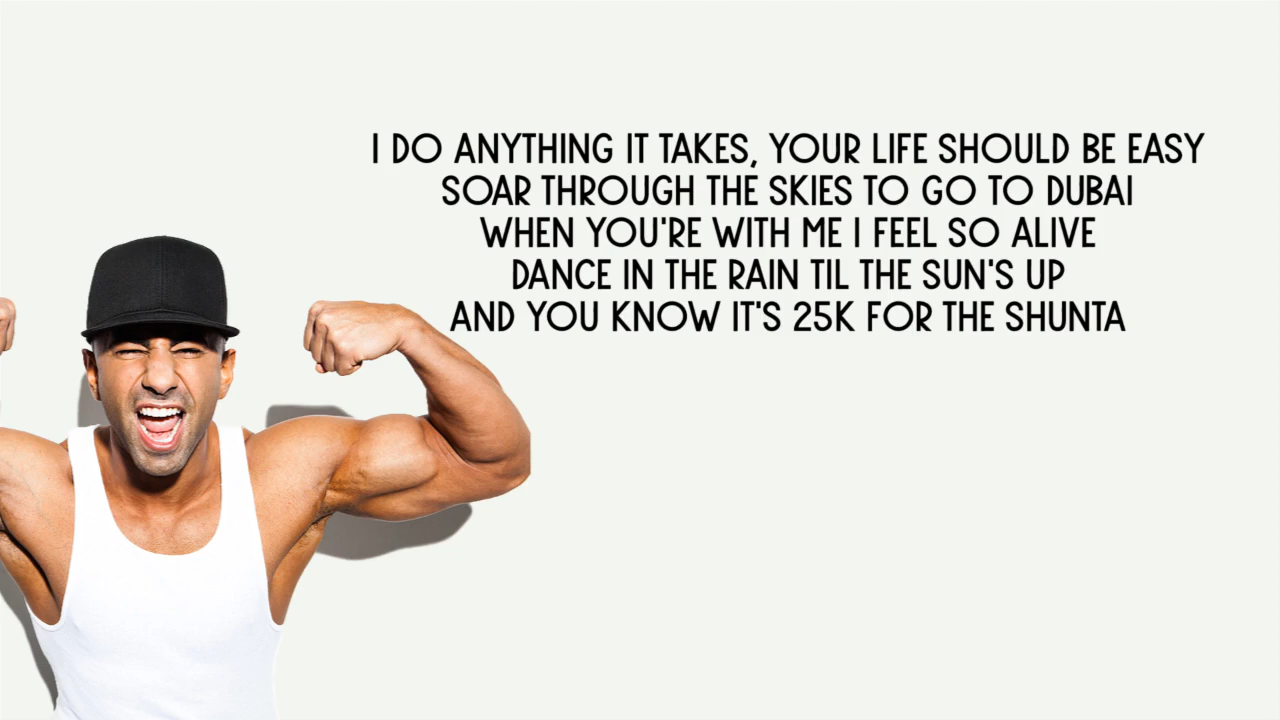 I DO ANYTHING IT TAKES, YOUR LIFE SHOULD BE EASY
SOAR THROUGH THE SKIES TO GO TO DUBAI
WHEN YOU'RE WITH ME I FEEL SO ALIVE
DANCE IN THE RAIN TIL THE SUN'S UP
AND YOU KNOW IT'S 25K FOR THE SHUNTA